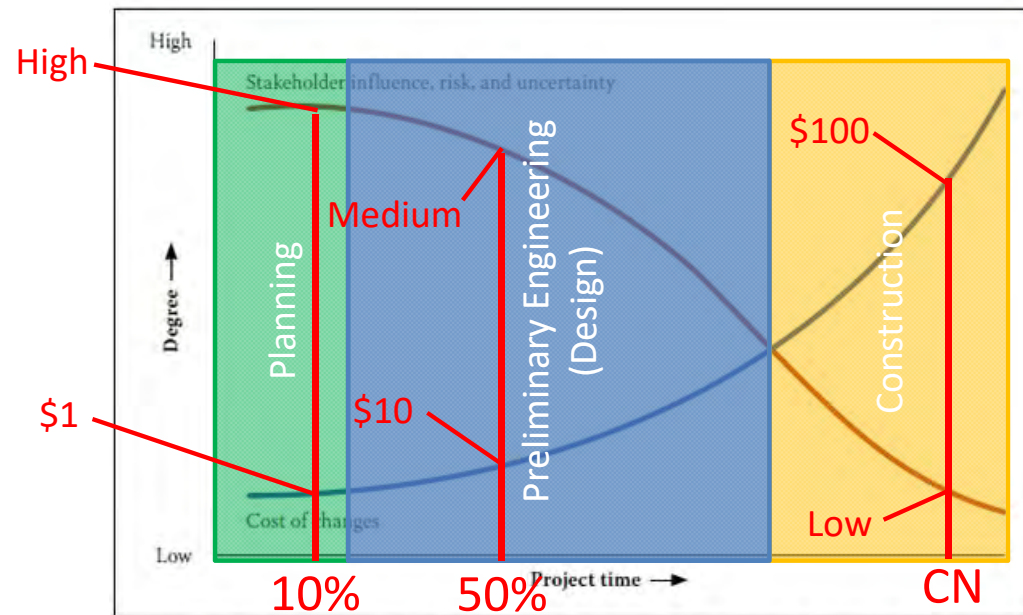 High
High
Stakeholder influence, risk, and uncertainty
$100
Medium
Degree
Planning
Preliminary Engineering
(Design)
Construction
$1
$10
Cost of changes
Low
Low
Project time
10%
50%
CN